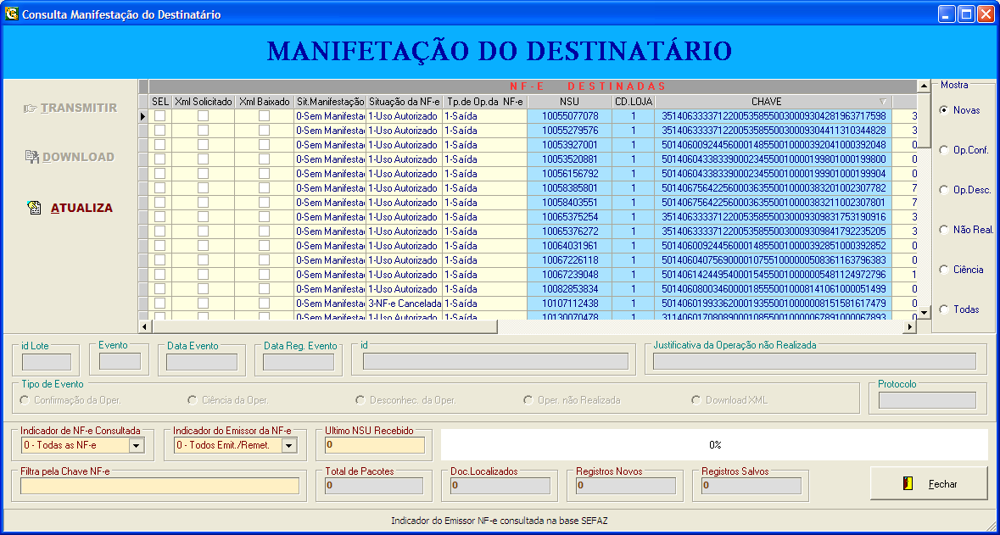 Consulta Manifestação do Destinatário
MANIFETAÇÃO DO DESTINATÁRIO
TRANSMITIR
DOWNLOAD
ATUALIZA
NF-E DESTINADAS
SEL Xml Solicitado Xml Baixado Sit.Manifestação Situação da NF-e Tp.de Op.da NF-e NSU CD.LOJA CHAVE
0-Sem Manifesta 1-Uso Autorizado 1-Saída 10055077078 1 35140633337122005358550030009304281963717598 3
0-Sem Manifesta 1-Uso Autorizado 1-Saída 10055279576 1 35140633337122005358550030009304411310344828 3
0-Sem Manifesta 1-Uso Autorizado 1-Saída 10053927001 1 50140600924456000148550010000392041000392048 0
0-Sem Manifesta 1-Uso Autorizado 1-Saída 10053520881 1 50140604338339000234550010000199801000199800 0
0-Sem Manifesta 1-Uso Autorizado 1-Saída 10056156792 1 50140604338339000234550010000199901000199904 0
0-Sem Manifesta 1-Uso Autorizado 1-Saída 10058385801 1 50140675642256000363550010000383201002307782 7
0-Sem Manifesta 1-Uso Autorizado 1-Saída 10058403551 1 50140675642256000363550010000383211002307801 7
0-Sem Manifesta 1-Uso Autorizado 1-Saída 10065375254 1 35140633337122005358550030009309831753190916 3
0-Sem Manifesta 1-Uso Autorizado 1-Saída 10065376272 1 35140633337122005358550030009309841792235205 3
0-Sem Manifesta 1-Uso Autorizado 1-Saída 10064031961 1 50140600924456000148550010000392851000392852 0
0-Sem Manifesta 1-Uso Autorizado 1-Saída 10067226118 1 50140604075690000107551000000508361163796383 0
0-Sem Manifesta 1-Uso Autorizado 1-Saída 10067239048 1 50140614244954000154550010000005481124972796 1
0-Sem Manifesta 1-Uso Autorizado 1-Saída 10082853834 1 50140608003460000185550010000814106100005149​9 0
0-Sem Manifesta 3-NF-e Cancelada 1-Saída 10107112438 1 50140601993362000193550010000008151581617479 0
0-Sem Manifesta 1-Uso Autorizado 1-Saída 10130070478 1 31140601708089000108550010000067891000067893 0
Mostra
Novas
Op.Conf.
Op.Desc.
Não Real.
Ciência
Todas
id Lote Evento Data Evento Data Reg. Evento id Justificativa da Operação não Realizada
Tipo de Evento Protocolo
Confirmação da Oper. Ciência da Oper. Desconhec. da Oper. Oper. não Realizada Download XML
Indicador de NF-e Consultada Indicador do Emissor da NF-e Ultimo NSU Recebido
0 - Todas as NF-e 0 - Todos Emit./Remet. 0 0%
Filtra pela Chave NF-e Total de Pacotes Doc.Localizados Registros Novos Registros Salvos
0 0 0 0 Fechar
Indicador do Emissor NF-e consultada na base SEFAZ